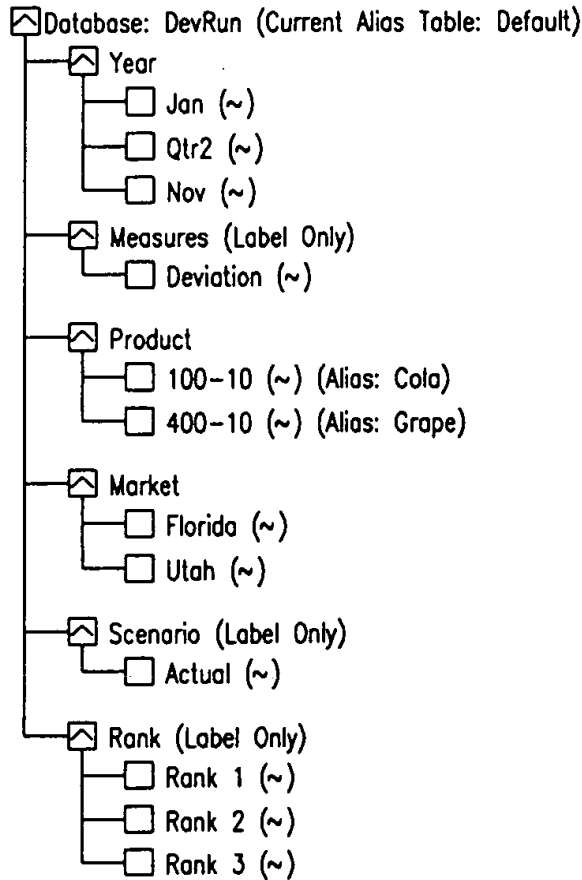 Database: DevRun (Current Alias Table: Default)
Year
Jan (~)
Qtr2 (~)
Nov (~)
Measures (Label Only)
Deviation (~)
Product
100-10 (~) (Alias: Cola)
400-10 (~) (Alias: Grape)
Market
Florida (~)
Utah (~)
Scenario (Label Only)
Actual (~)
Rank (Label Only)
Rank 1 (~)
Rank 2 (~)
Rank 3 (~)